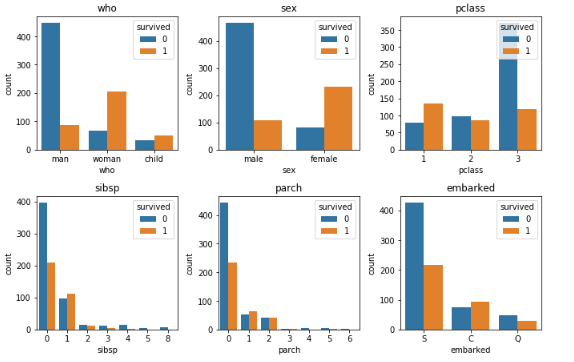 who
survived
0
1
400
300
200
100
0
count
man woman child
who
sex
survived
0
1
400
300
200
100
0
count
male female
sex
pclass
survived
0
1
350
300
250
200
150
100
50
0
count
1 2 3
pclass
sibsp
survived
0
1
400
300
200
100
0
count
0 1 2 3 4 5 8
sibsp
parch
survived
0
1
400
300
200
100
0
count
0 1 2 3 4 5 6
parch
embarked
survived
0
1
400
300
200
100
0
count
S C Q
embarked